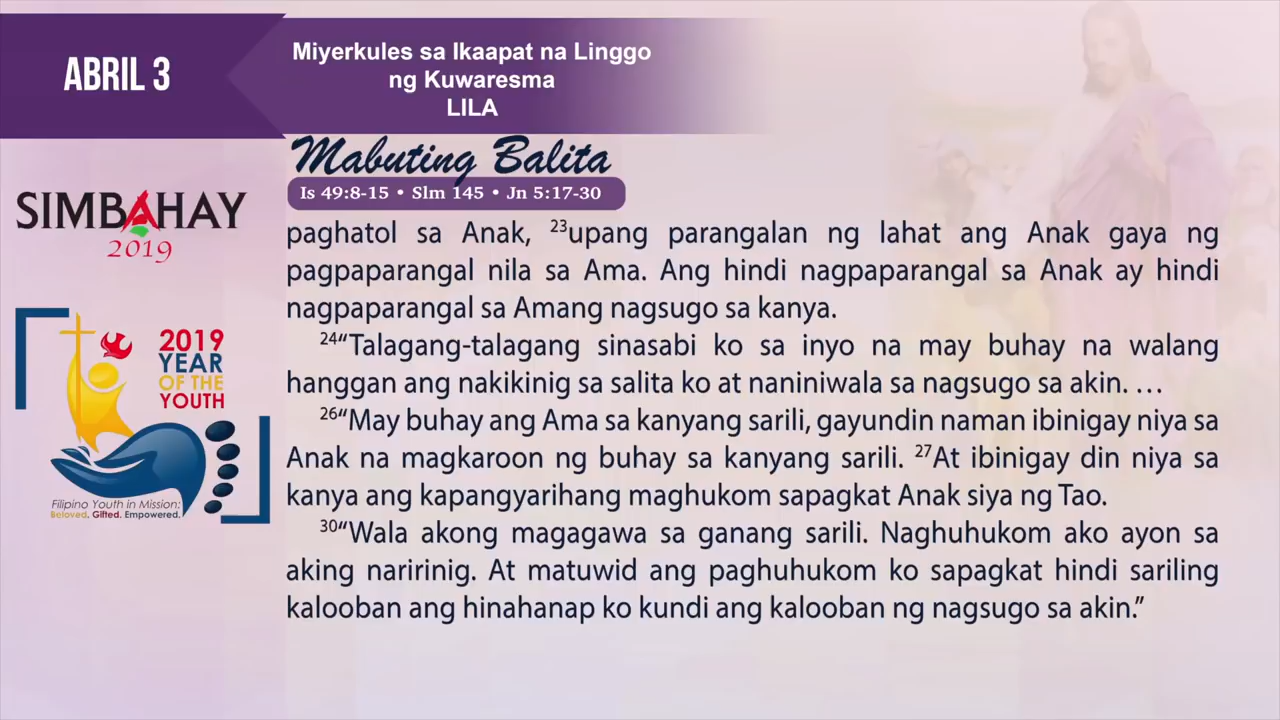 ABRIL 3
Miyerkules sa Ikaapat na Linggo
ng Kuwaresma
LILA
Mabuting Balita
Is 49:8-15 • Slm 145 • Jn 5:17-30
SIMBAHAY
2019
2019
YEAR
OF THE
YOUTH
Filipino Youth in Mission:
Beloved. Gifted. Empowered.
paghatol sa Anak, ²³upang parangalan ng lahat ang Anak gaya ng
pagpaparangal nila sa Ama. Ang hindi nagpaparangal sa Anak ay hindi
nagpaparangal sa Amang nagsugo sa kanya.
²⁴“Talagang-talagang sinasabi ko sa inyo na may buhay na walang
hanggan ang nakikinig sa salita ko at naniniwala sa nagsugo sa akin. …
²⁶“May buhay ang Ama sa kanyang sarili, gayundin naman ibinigay niya sa
Anak na magkaroon ng buhay sa kanyang sarili. ²⁷At ibinigay din niya sa
kanya ang kapangyarihang maghukom sapagkat Anak siya ng Tao.
³⁰“Wala akong magagawa sa ganang sarili. Naghuhukom ako ayon sa
aking naririnig. At matuwid ang paghuhukom ko sapagkat hindi sariling
kalooban ang hinahanap ko kundi ang kalooban ng nagsugo sa akin.”